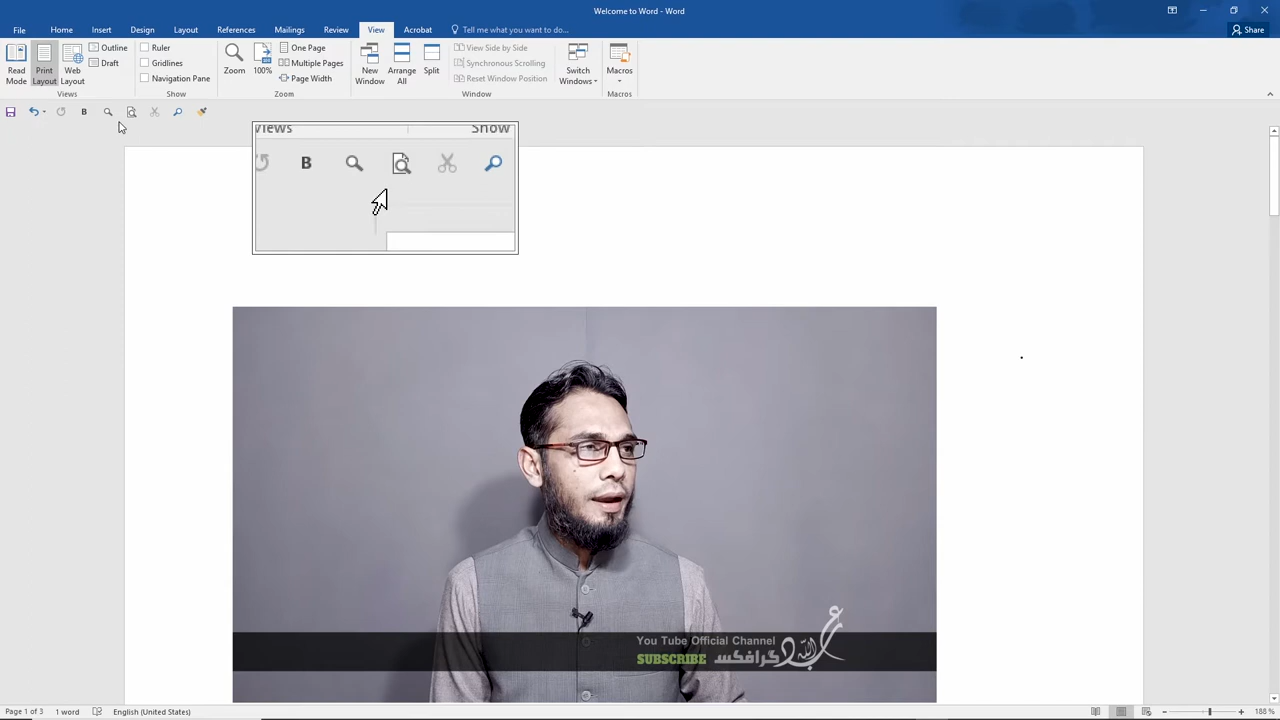 Welcome to Word - Word
File Home Insert Design Layout References Mailings Review View Acrobat Tell me what you want to do... Share
Read Mode
Print Layout
Web Layout
Outline
Draft
Views
Ruler
Gridlines
Navigation Pane
Show
Zoom
100%
One Page
Multiple Pages
Page Width
Zoom
New Window
Arrange All
Split
View Side by Side
Synchronous Scrolling
Reset Window Position
Window
Switch Windows
Macros
Macros
B
Views Show
B
You Tube Official Channel
SUBSCRIBE گرافکس
Page 1 of 3 1 word English (United States) 188 %